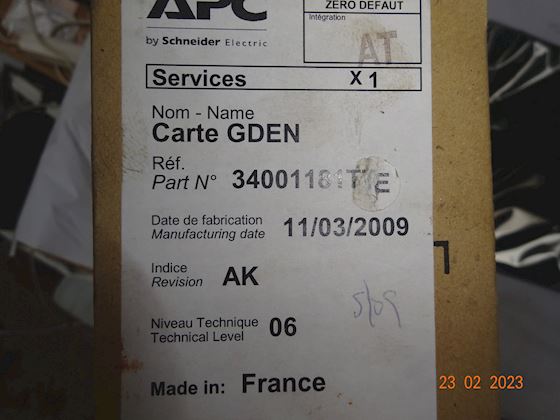 APC
ZERO DEFAUT
by Schneider Electric
Intégration
AT
Services X 1
Nom - Name
Carte GDEN
Réf.
Part N° 34001181T/E
Date de fabrication
Manufacturing date 11/03/2009
Indice
Revision AK
5/09
Niveau Technique
Technical Level 06
Made in: France
23 02 2023